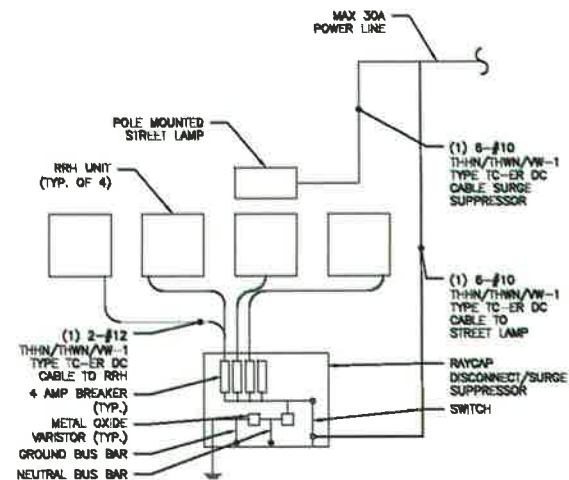 MAX 30A
POWER LINE
POLE MOUNTED
STREET LAMP
RRH UNIT
(TYP. OF 4)
(1) 6-#10
THHN/THWN/VW-1
TYPE TC-ER DC
CABLE SURGE
SUPPRESSOR
(1) 6-#10
THHN/THWN/VW-1
TYPE TC-ER DC
CABLE TO
STREET LAMP
(1) 2-#12
THHN/THWN/VW-1
TYPE TC-ER DC
CABLE TO RRH
4 AMP BREAKER
(TYP.)
METAL OXIDE
VARISTOR (TYP.)
GROUND BUS BAR
NEUTRAL BUS BAR
RAYCAP
DISCONNECT/SURGE
SUPPRESSOR
SWITCH